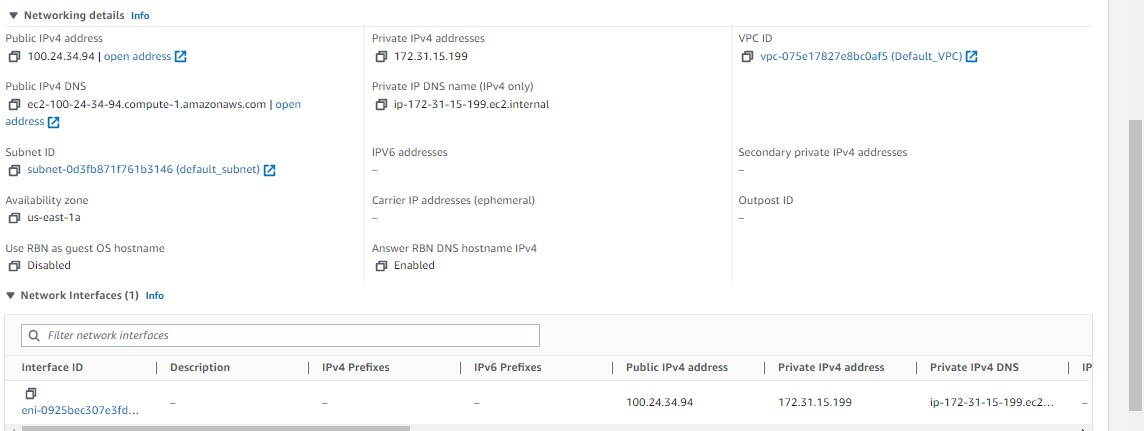 Networking details Info
Public IPv4 address
100.24.34.94 | open address
Private IPv4 addresses
172.31.15.199
VPC ID
vpc-075e17827e8bc0af5 (Default_VPC)
Public IPv4 DNS
ec2-100-24-34-94.compute-1.amazonaws.com | open
address
Private IP DNS name (IPv4 only)
ip-172-31-15-199.ec2.internal
Subnet ID
subnet-0d3fb871f761b3146 (default_subnet)
IPV6 addresses
–
Secondary private IPv4 addresses
–
Availability zone
us-east-1a
Carrier IP addresses (ephemeral)
–
Outpost ID
–
Use RBN as guest OS hostname
Disabled
Answer RBN DNS hostname IPv4
Enabled
Network Interfaces (1) Info
Filter network interfaces
Interface ID | Description | IPv4 Prefixes | IPv6 Prefixes | Public IPv4 address | Private IPv4 address | Private IPv4 DNS | IP
eni-0925bec307e3fd... – – – 100.24.34.94 172.31.15.199 ip-172-31-15-199.ec2... –